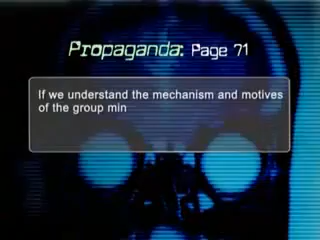 Propaganda: Page 71
If we understand the mechanism and motives
of the group min